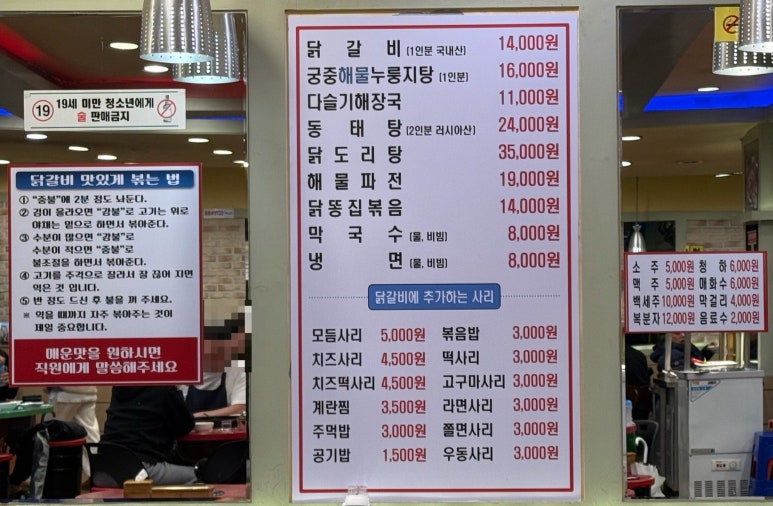 19
19세 미만 청소년에게
술 판매금지
닭갈비 맛있게 볶는 법
① "중불"에 2분 정도 놔둔다.
② 김이 올라오면 "강불"로 고기는 위로
야채는 밑으로 하면서 볶아준다.
③ 수분이 많으면 "강불"로
수분이 적으면 "중불"로
불조정을 하면서 볶아준다.
④ 고기를 주걱으로 잘라서 잘 끊어 지면
익은 것 입니다.
⑤ 반 정도 드신 후 불을 꺼 주세요.
※ 익을 때까지 자주 볶아주는 것이
제일 중요합니다.
매운맛을 원하시면
직원에게 말씀해주세요
닭 갈 비 (1인분 국내산) 14,000원
궁중해물누룽지탕 (1인분) 16,000원
다슬기해장국 11,000원
동 태 탕 (2인분 러시아산) 24,000원
닭 도 리 탕 35,000원
해 물 파 전 19,000원
닭똥집볶음 14,000원
막 국 수 (물, 비빔) 8,000원
냉 면 (물, 비빔) 8,000원
닭갈비에 추가하는 사리
모듬사리 5,000원 볶음밥 3,000원
치즈사리 4,500원 떡사리 3,000원
치즈떡사리 4,500원 고구마사리 3,000원
계란찜 3,500원 라면사리 3,000원
주먹밥 3,000원 쫄면사리 3,000원
공기밥 1,500원 우동사리 3,000원
소 주 5,000원 청 하 6,000원
맥 주 5,000원 매화수 6,000원
백세주 10,000원 막걸리 4,000원
복분자 12,000원 음료수 2,000원